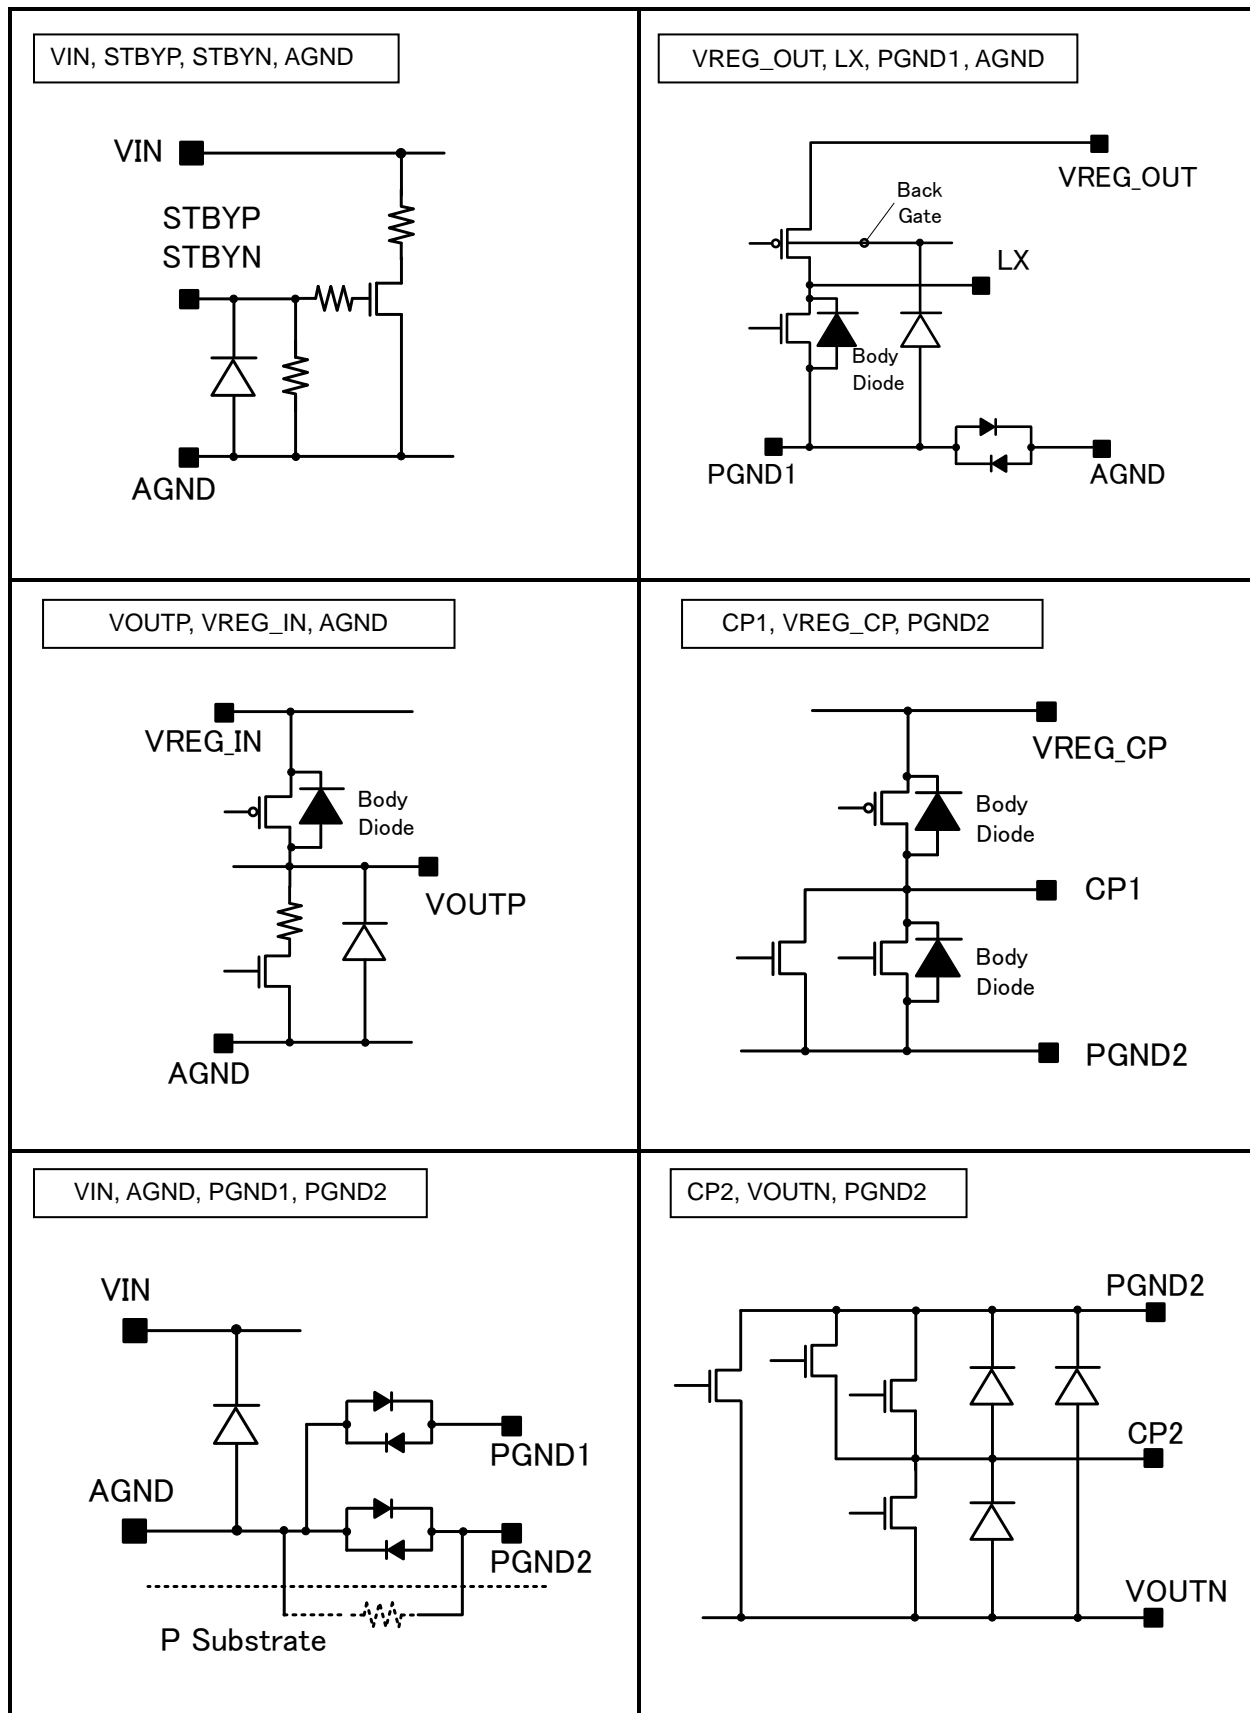 VIN, STBYP, STBYN, AGND
VIN
STBYP
STBYN
AGND
VREG_OUT, LX, PGND1, AGND
VREG_OUT
Back
Gate
LX
Body
Diode
PGND1
AGND
VOUTP, VREG_IN, AGND
VREG_IN
Body
Diode
VOUTP
AGND
CP1, VREG_CP, PGND2
VREG_CP
Body
Diode
CP1
Body
Diode
PGND2
VIN, AGND, PGND1, PGND2
VIN
PGND1
AGND
PGND2
P Substrate
CP2, VOUTN, PGND2
PGND2
CP2
VOUTN